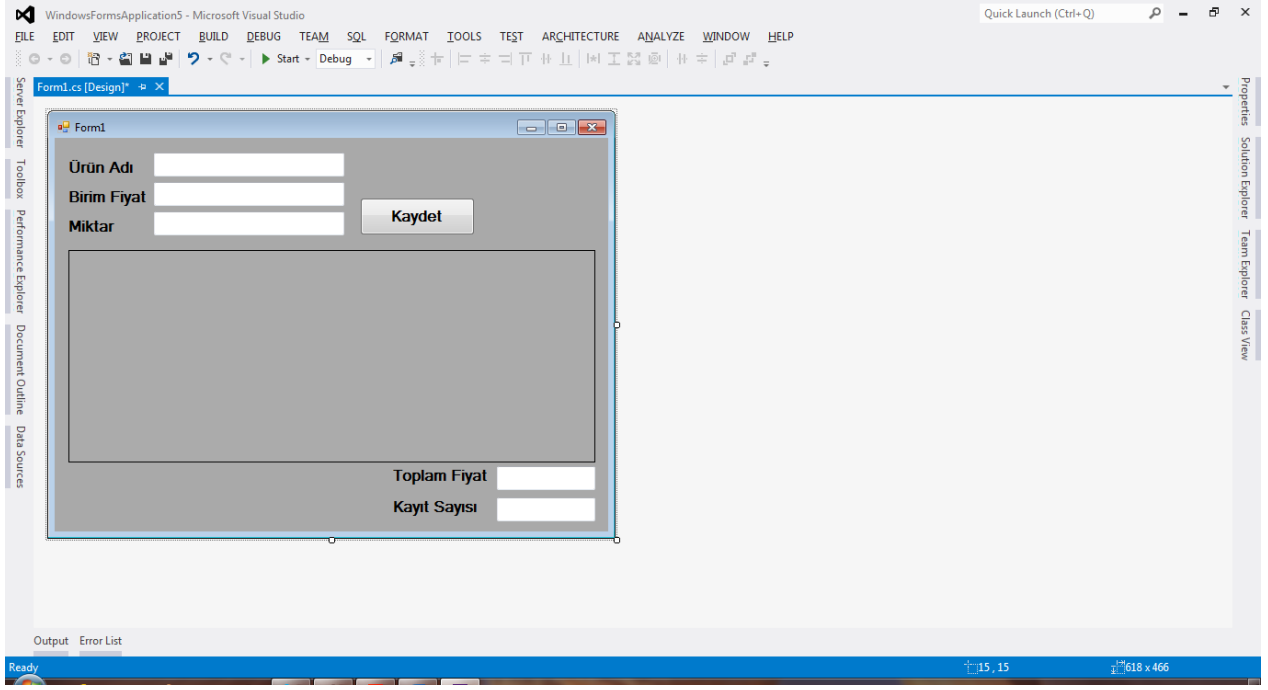 WindowsFormsApplication5 - Microsoft Visual Studio
Quick Launch (Ctrl+Q)
FILE EDIT VIEW PROJECT BUILD DEBUG TEAM SQL FORMAT TOOLS TEST ARCHITECTURE ANALYZE WINDOW HELP
Start Debug
Form1.cs [Design]*
Server Explorer
Toolbox
Performance Explorer
Document Outline
Data Sources
Form1
Ürün Adı
Birim Fiyat
Miktar
Kaydet
Toplam Fiyat
Kayıt Sayısı
Properties
Solution Explorer
Team Explorer
Class View
Output Error List
Ready 15 , 15 618 x 466